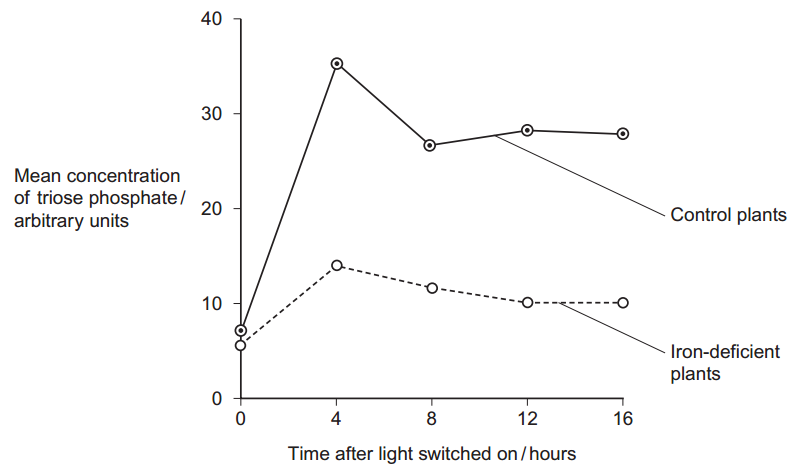 40
30
Mean concentration
of triose phosphate/
arbitrary units
20
Control plants
10
Iron-deficient
plants
0
0 4 8 12 16
Time after light switched on/hours